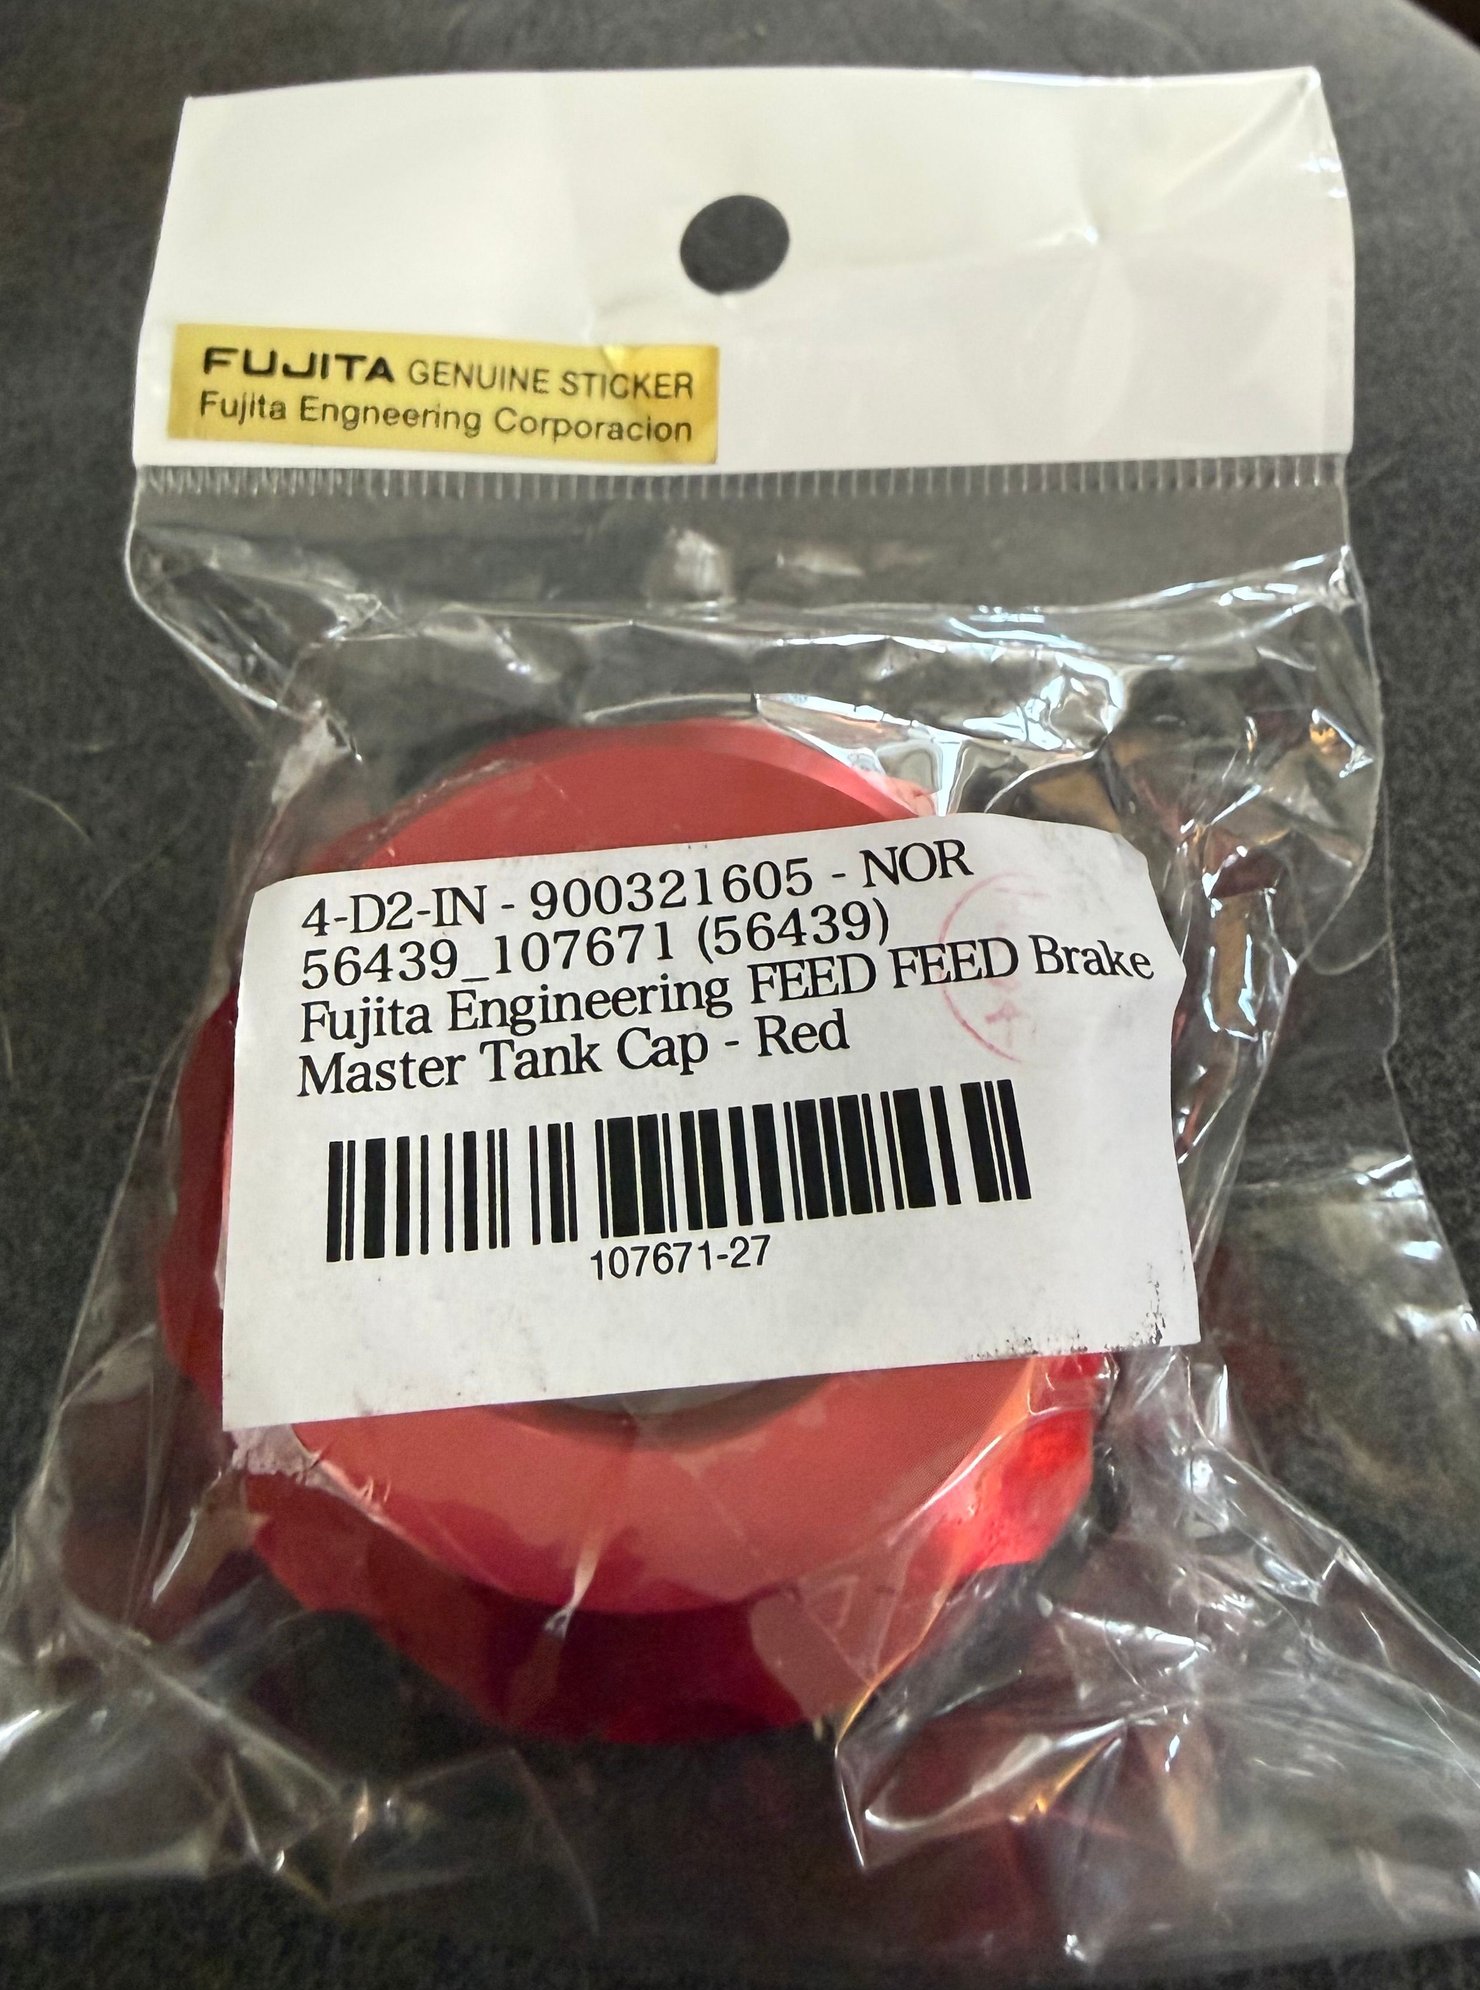 FUJITA GENUINE STICKER
Fujita Engneering Corporacion
4-D2-IN - 900321605 - NOR
56439_107671 (56439)
Fujita Engineering FEED FEED Brake
Master Tank Cap - Red
107671-27